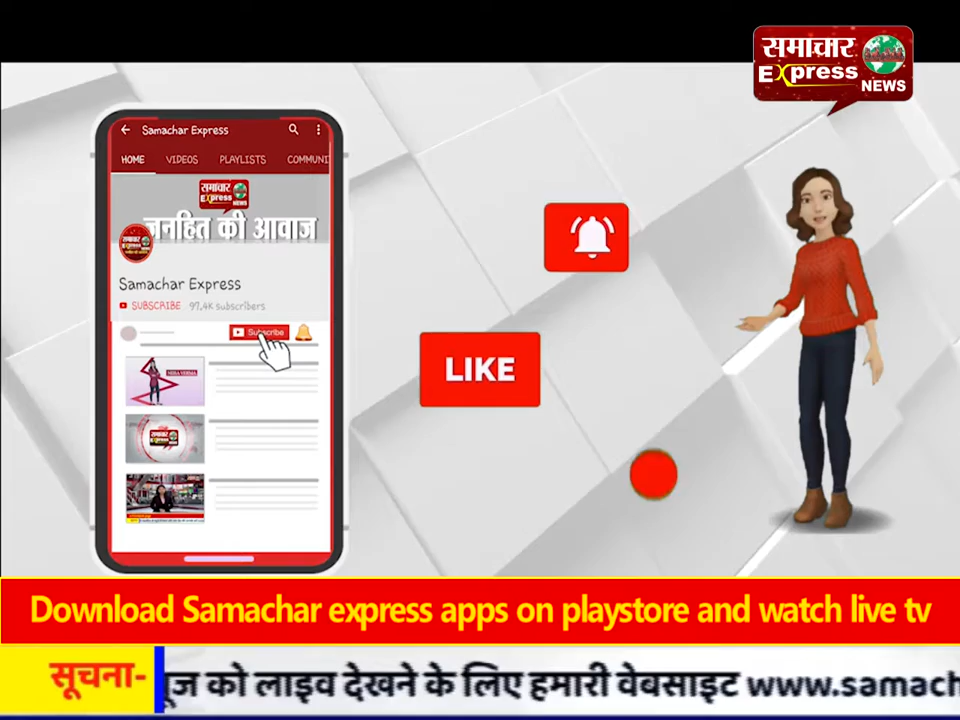 समाचार
Express
NEWS
Samachar Express
HOME VIDEOS PLAYLISTS COMMUNI
समाचार
Express
NEWS
जनहित की आवाज
Samachar Express
SUBSCRIBE 97.4K subscribers
Subscribe
LIKE
Download Samachar express apps on playstore and watch live tv
सूचना- यूज को लाइव देखने के लिए हमारी वेबसाइट www.samach